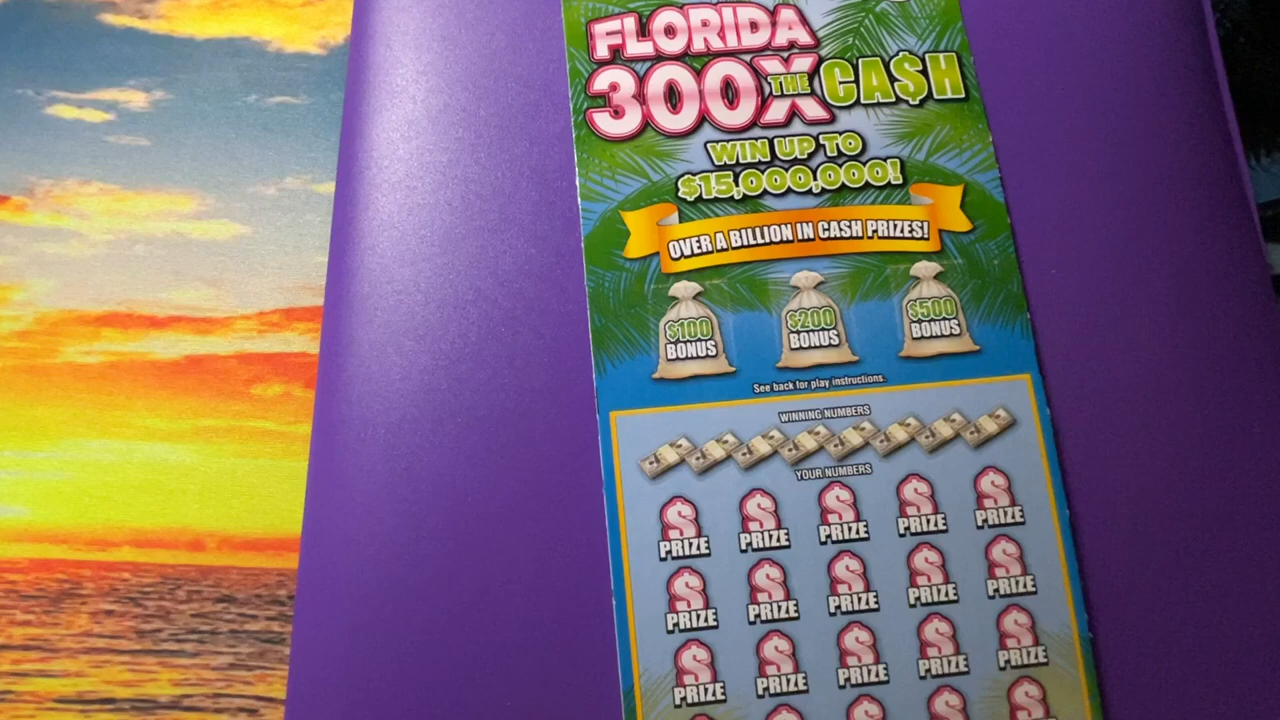 FLORIDA
300X THE CA$H
WIN UP TO
$15,000,000!
OVER A BILLION IN CASH PRIZES!
$100 BONUS
$200 BONUS
$500 BONUS
See back for play instructions.
WINNING NUMBERS
YOUR NUMBERS
$ $ $ $ $
PRIZE PRIZE PRIZE PRIZE PRIZE
$ $ $ $ $
PRIZE PRIZE PRIZE PRIZE PRIZE
$ $ $ $ $
PRIZE PRIZE PRIZE PRIZE PRIZE